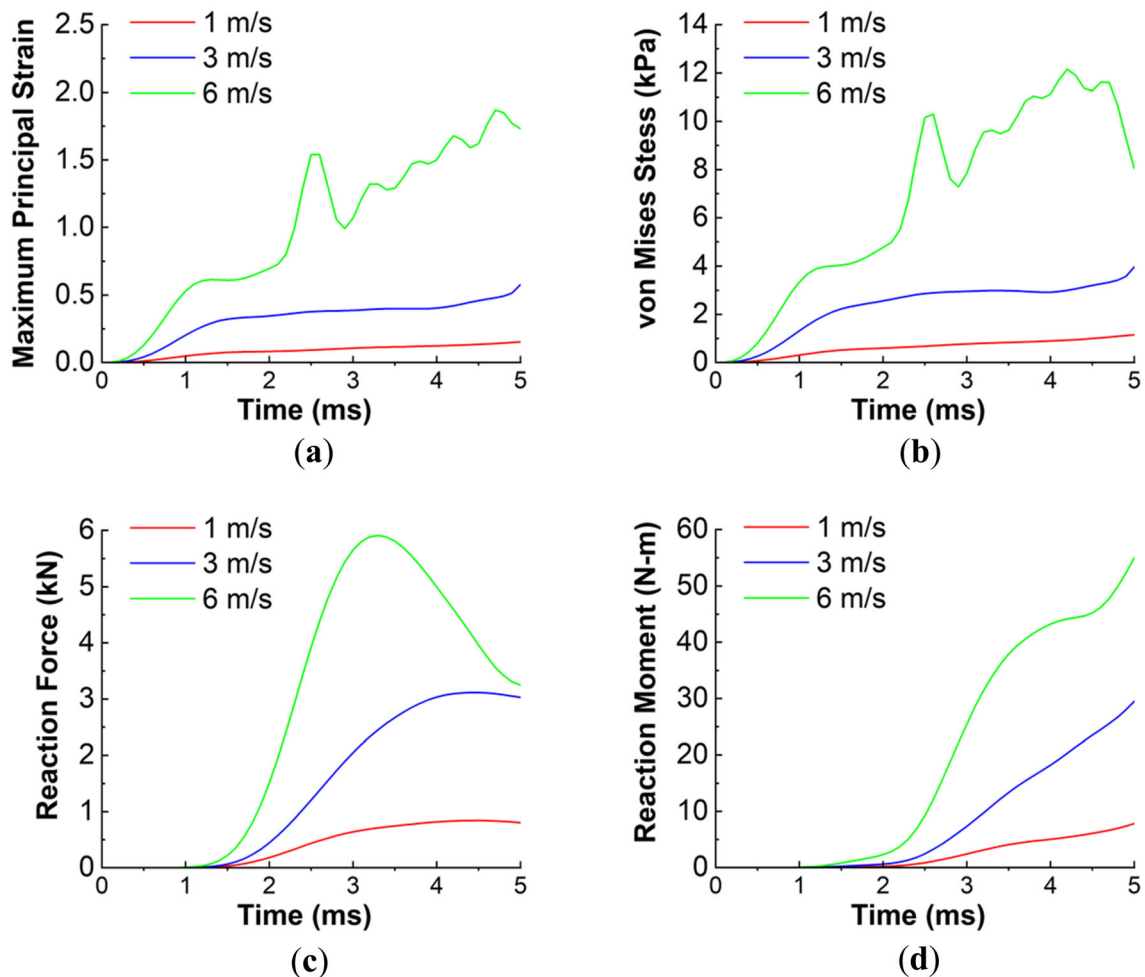 Maximum Principal Strain
2.5
2.0
1.5
1.0
0.5
0.0
1 m/s
3 m/s
6 m/s
0 1 2 3 4 5
Time (ms)
(a)
von Mises Stess (kPa)
14
12
10
8
6
4
2
0
1 m/s
3 m/s
6 m/s
0 1 2 3 4 5
Time (ms)
(b)
Reaction Force (kN)
6
5
4
3
2
1
0
1 m/s
3 m/s
6 m/s
0 1 2 3 4 5
Time (ms)
(c)
Reaction Moment (N-m)
60
50
40
30
20
10
0
1 m/s
3 m/s
6 m/s
0 1 2 3 4 5
Time (ms)
(d)